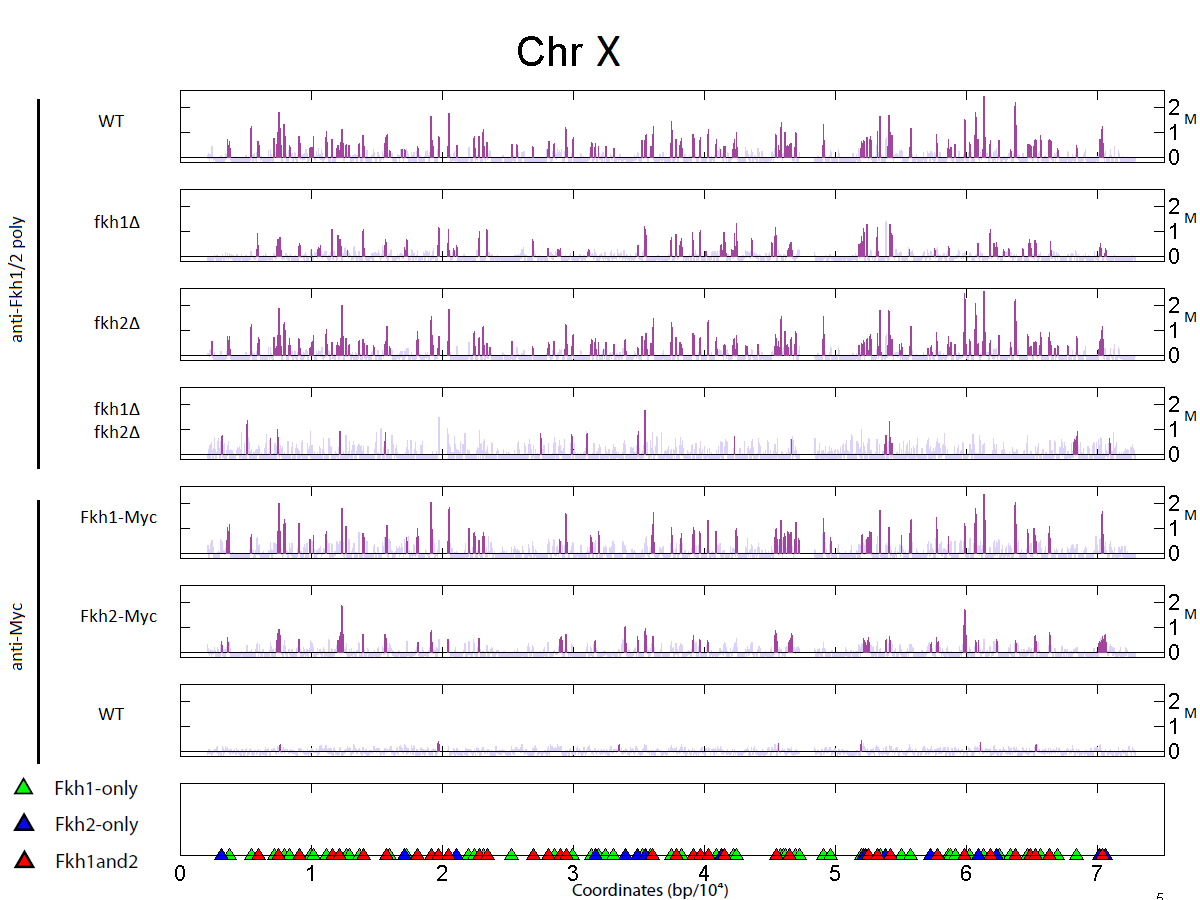 Chr X
anti-Fkh1/2 poly
WT
2
1
0
M
fkh1Δ
2
1
0
M
fkh2Δ
2
1
0
M
fkh1Δ
fkh2Δ
2
1
0
M
anti-Myc
Fkh1-Myc
2
1
0
M
Fkh2-Myc
2
1
0
M
WT
2
1
0
M
Fkh1-only
Fkh2-only
Fkh1and2
0 1 2 3 4 5 6 7
Coordinates (bp/10⁴)